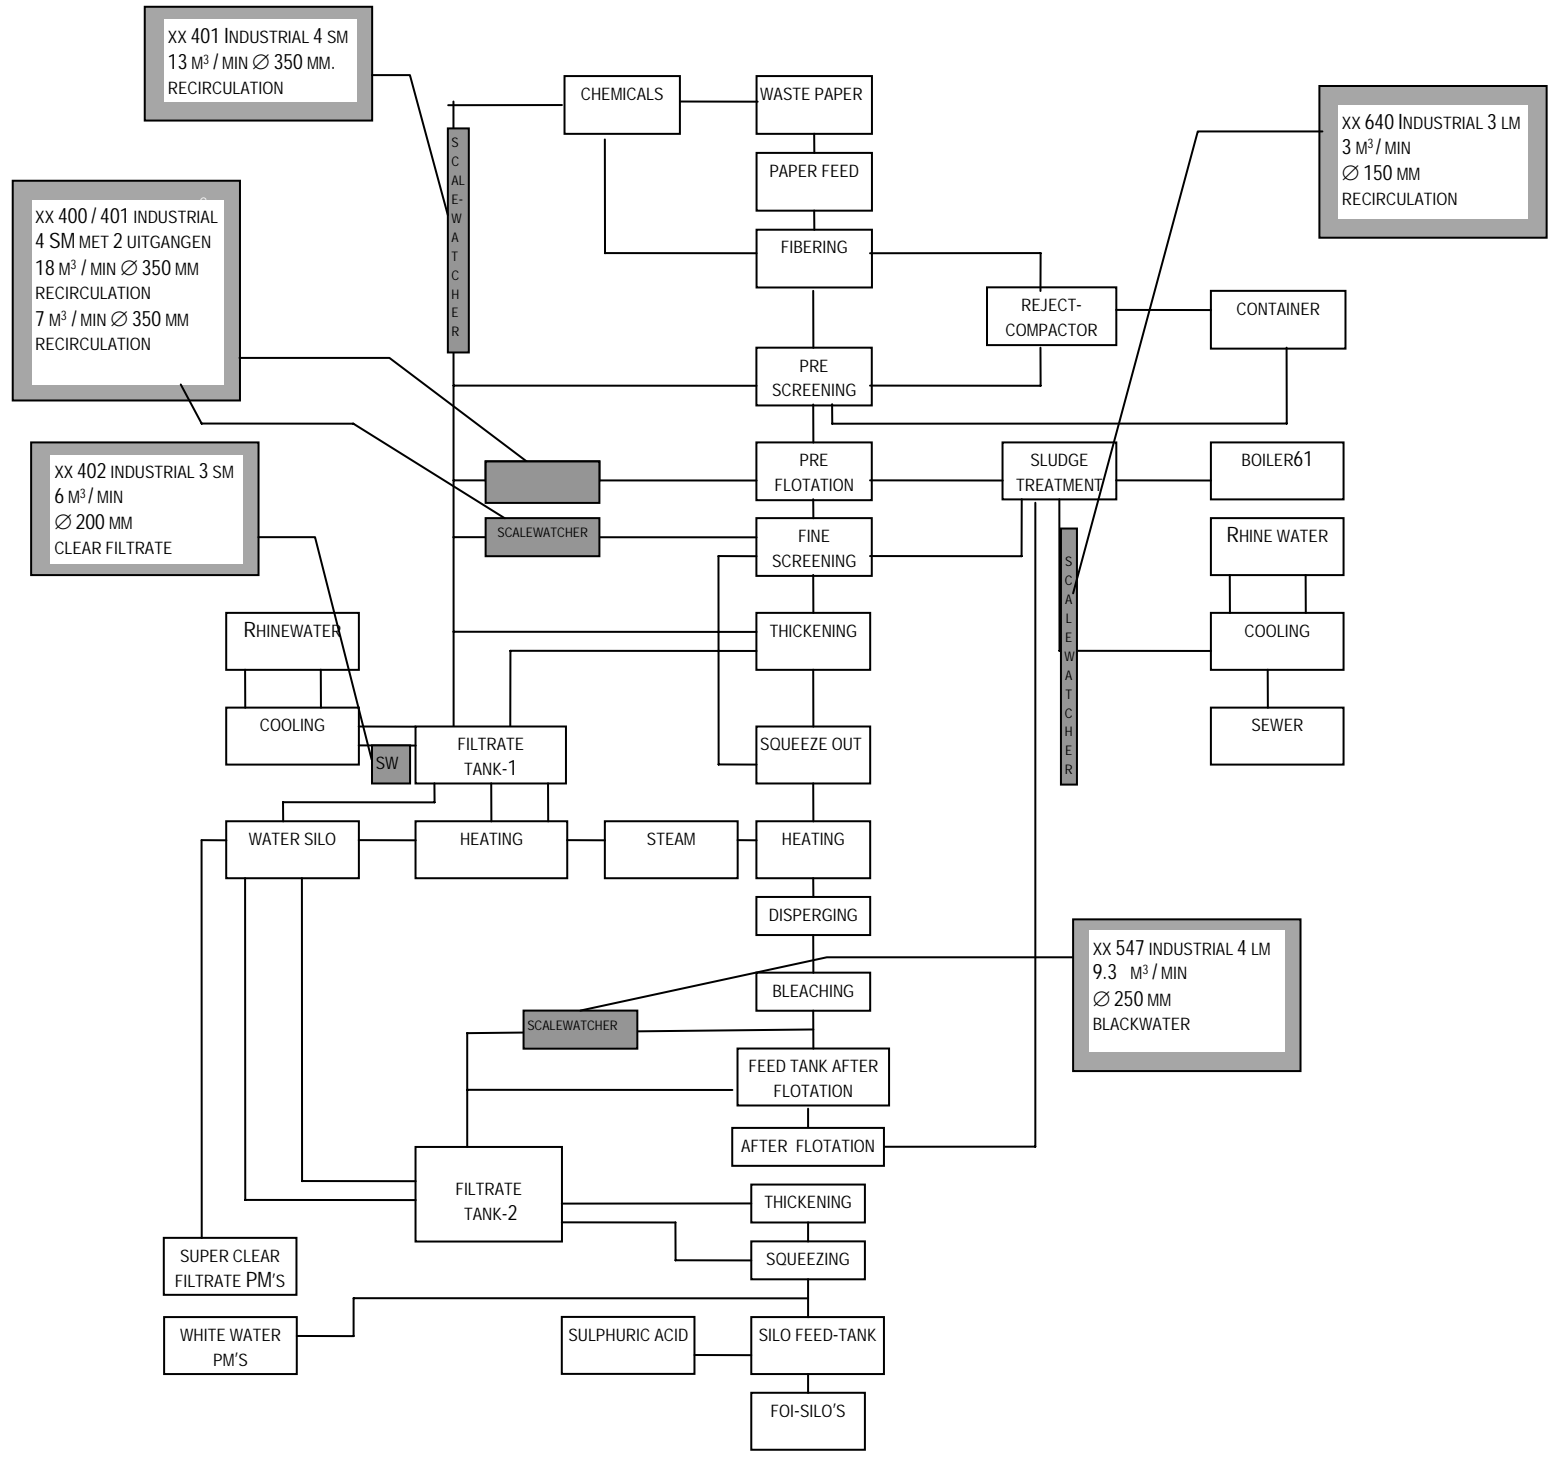 XX 401 INDUSTRIAL 4 SM
13 M³ / MIN ∅ 350 MM.
RECIRCULATION
CHEMICALS
WASTE PAPER
XX 640 INDUSTRIAL 3 LM
3 M³ / MIN
∅ 150 MM
RECIRCULATION
SCALE-WATCHER
PAPER FEED
XX 400 / 401 INDUSTRIAL
4 SM MET 2 UITGANGEN
18 M³ / MIN ∅ 350 MM
RECIRCULATION
7 M³ / MIN ∅ 350 MM
RECIRCULATION
FIBERING
REJECT-
COMPACTOR
CONTAINER
PRE
SCREENING
XX 402 INDUSTRIAL 3 SM
6 M³ / MIN
∅ 200 MM
CLEAR FILTRATE
PRE
FLOTATION
SLUDGE
TREATMENT
BOILER61
SCALEWATCHER
FINE
SCREENING
SCALEWATCHER
RHINE WATER
RHINEWATER
THICKENING
COOLING
COOLING
SW
FILTRATE
TANK-1
SQUEEZE OUT
SEWER
WATER SILO
HEATING
STEAM
HEATING
DISPERGING
XX 547 INDUSTRIAL 4 LM
9.3 M³ / MIN
∅ 250 MM
BLACKWATER
BLEACHING
SCALEWATCHER
FEED TANK AFTER
FLOTATION
AFTER FLOTATION
FILTRATE
TANK-2
THICKENING
SQUEEZING
SUPER CLEAR
FILTRATE PM'S
WHITE WATER
PM'S
SULPHURIC ACID
SILO FEED-TANK
FOI-SILO'S